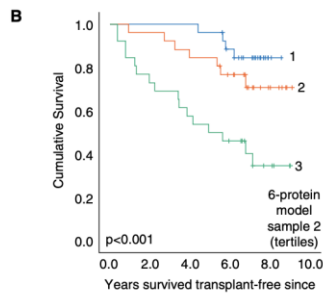 B
1.0
0.8
0.6
0.4
0.2
0.0
Cumulative Survival
1
2
3
6-protein
model
sample 2
(tertiles)
p<0.001
0.0 2.0 4.0 6.0 8.0 10.0
Years survived transplant-free since